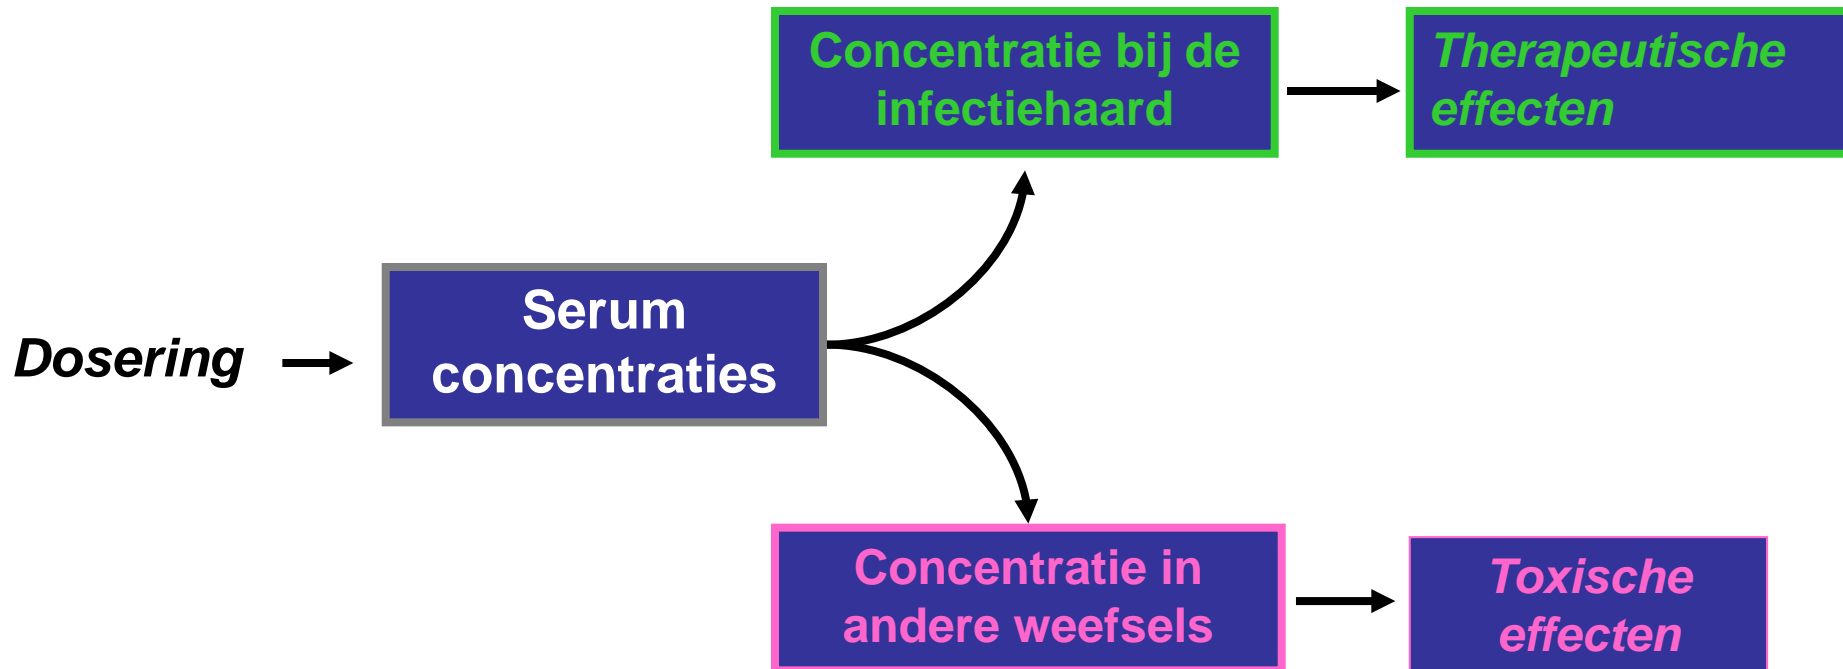 Concentratie bij de
infectiehaard
Therapeutische
effecten
Dosering
Serum
concentraties
Concentratie in
andere weefsels
Toxische
effecten